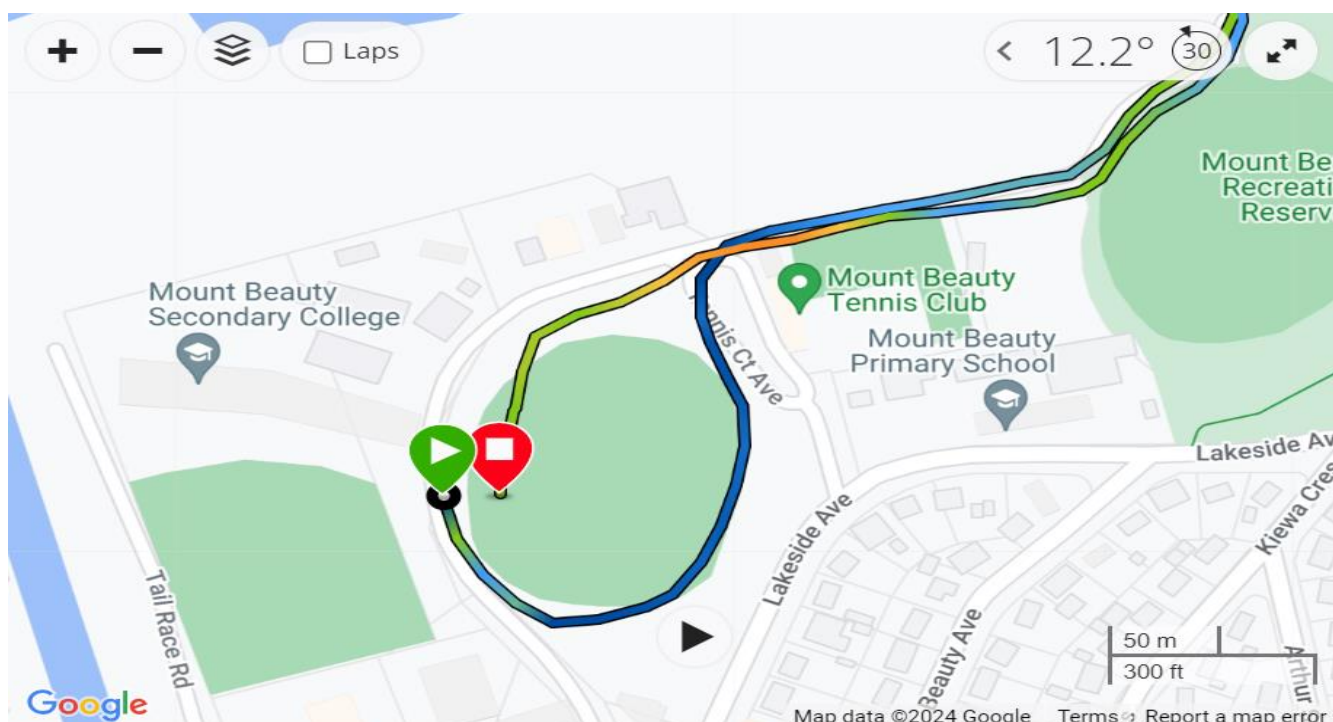 Laps
12.2°
30
Mount Be
Recreati
Reserv
Mount Beauty
Tennis Club
Mount Beauty
Secondary College
Tennis Ct Ave
Mount Beauty
Primary School
Lakeside Av
Kiewa Cres
Lakeside Ave
Tail Race Rd
Beauty Ave
Arthur
50 m
300 ft
Google
Map data ©2024 Google
Terms
Report a map error